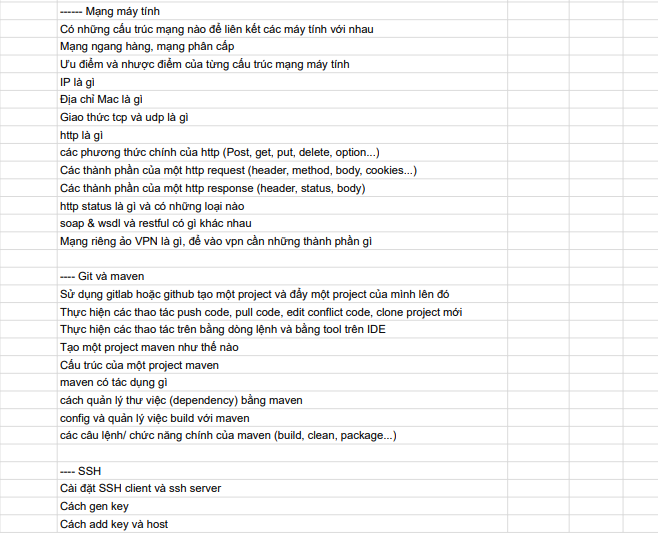 ------ Mạng máy tính
Có những cấu trúc mạng nào để liên kết các máy tính với nhau
Mạng ngang hàng, mạng phân cấp
Ưu điểm và nhược điểm của từng cấu trúc mạng máy tính
IP là gì
Địa chỉ Mac là gì
Giao thức tcp và udp là gì
http là gì
các phương thức chính của http (Post, get, put, delete, option...)
Các thành phần của một http request (header, method, body, cookies...)
Các thành phần của một http response (header, status, body)
http status là gì và có những loại nào
soap & wsdl và restful có gì khác nhau
Mạng riêng ảo VPN là gì, để vào vpn cần những thành phần gì
---- Git và maven
Sử dụng gitlab hoặc github tạo một project và đẩy một project của mình lên đó
Thực hiện các thao tác push code, pull code, edit conflict code, clone project mới
Thực hiện các thao tác trên bằng dòng lệnh và bằng tool trên IDE
Tạo một project maven như thế nào
Cấu trúc của một project maven
maven có tác dụng gì
cách quản lý thư việc (dependency) bằng maven
config và quản lý việc build với maven
các câu lệnh/ chức năng chính của maven (build, clean, package...)
---- SSH
Cài đặt SSH client và ssh server
Cách gen key
Cách add key và host